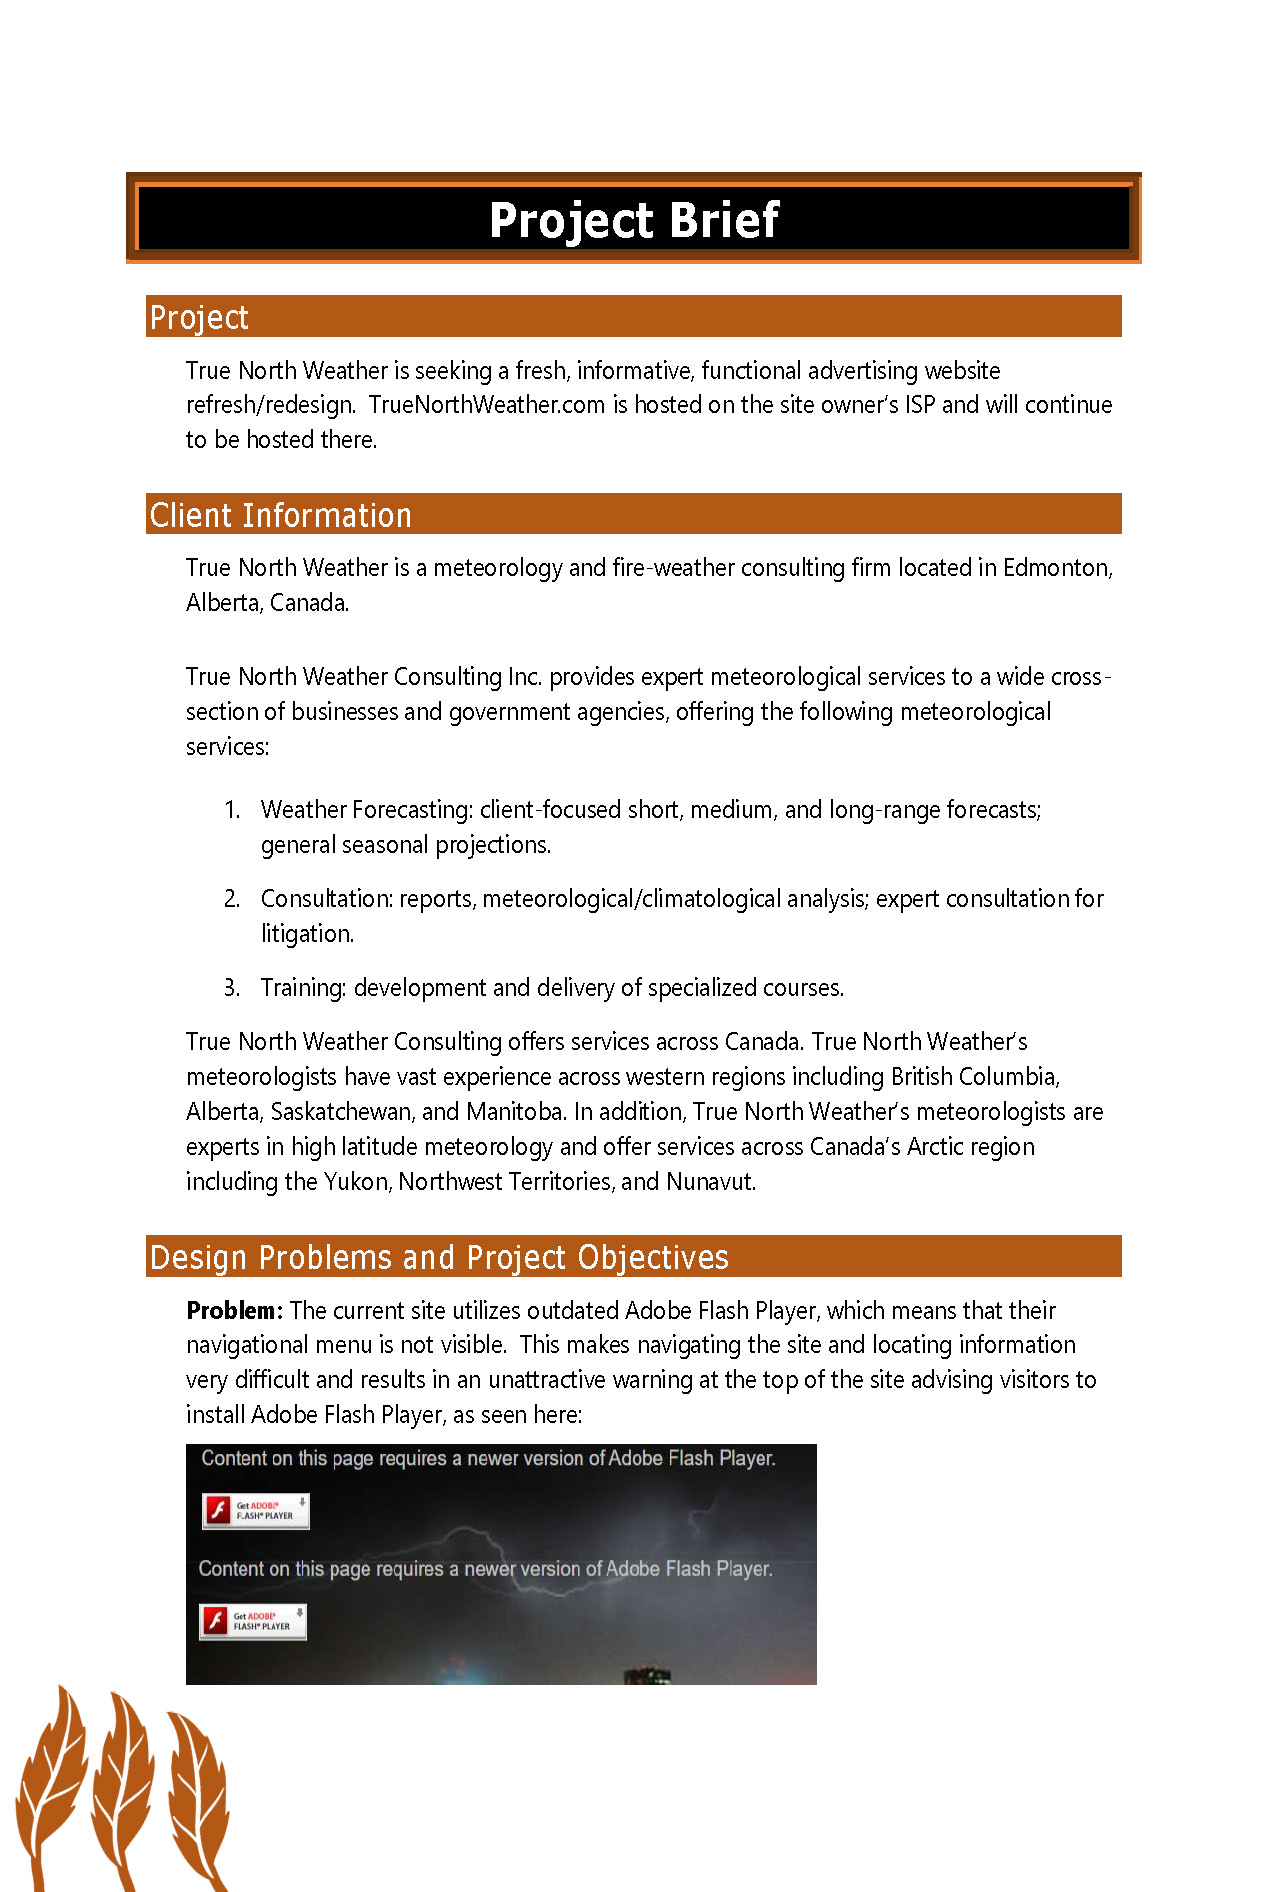 Project Brief
Project
True North Weather is seeking a fresh, informative, functional advertising website
refresh/redesign.  TrueNorthWeather.com is hosted on the site owner’s ISP and will continue
to be hosted there.
Client Information
True North Weather is a meteorology and fire-weather consulting firm located in Edmonton,
Alberta, Canada.
True North Weather Consulting Inc. provides expert meteorological services to a wide cross-
section of businesses and government agencies, offering the following meteorological
services:
1. Weather Forecasting: client-focused short, medium, and long-range forecasts;
general seasonal projections.
2. Consultation: reports, meteorological/climatological analysis; expert consultation for
litigation.
3. Training: development and delivery of specialized courses.
True North Weather Consulting offers services across Canada. True North Weather’s
meteorologists have vast experience across western regions including British Columbia,
Alberta, Saskatchewan, and Manitoba. In addition, True North Weather’s meteorologists are
experts in high latitude meteorology and offer services across Canada’s Arctic region
including the Yukon, Northwest Territories, and Nunavut.
Design Problems and Project Objectives
Problem: The current site utilizes outdated Adobe Flash Player, which means that their
navigational menu is not visible.  This makes navigating the site and locating information
very difficult and results in an unattractive warning at the top of the site advising visitors to
install Adobe Flash Player, as seen here:
Content on this page requires a newer version of Adobe Flash Player.
Get ADOBE®
FLASH® PLAYER
Content on this page requires a newer version of Adobe Flash Player.
Get ADOBE®
FLASH® PLAYER